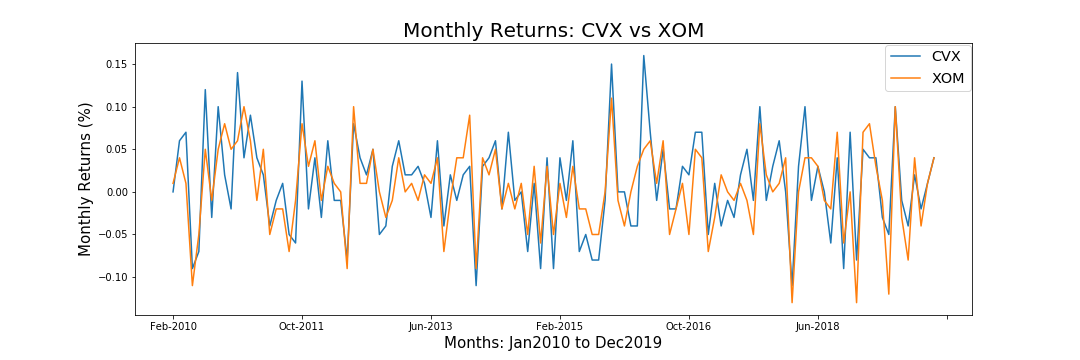 Monthly Returns: CVX vs XOM
CVX
XOM
Monthly Returns (%)
0.15
0.10
0.05
0.00
−0.05
−0.10
Feb-2010
Oct-2011
Jun-2013
Feb-2015
Oct-2016
Jun-2018
Months: Jan2010 to Dec2019